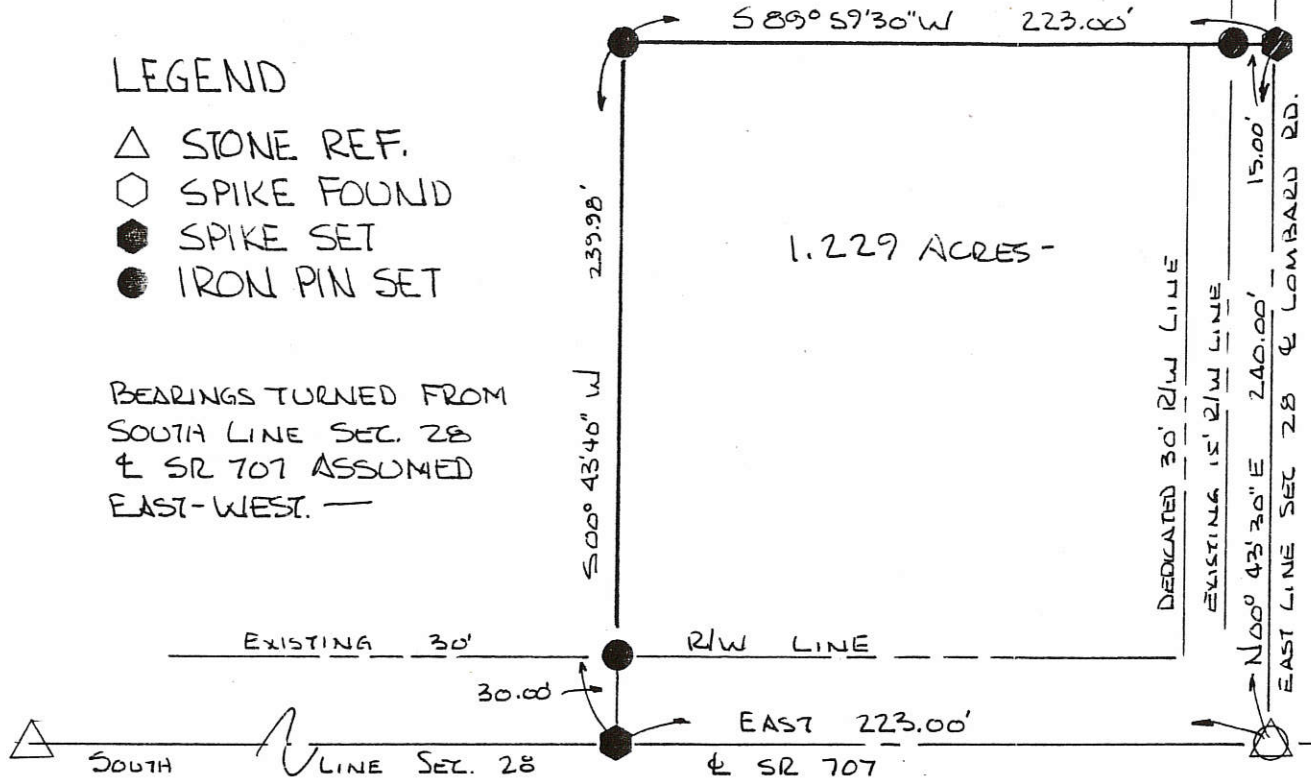 S 89° 59' 30" W 223.00'
LEGEND
△ STONE REF.
⬡ SPIKE FOUND
⬢ SPIKE SET
● IRON PIN SET
239.98'
1.229 ACRES-
15.00'
BEARINGS TURNED FROM
SOUTH LINE SEC. 28
℄ SR 707 ASSUMED
EAST-WEST. —
S 00° 43' 40" W
DEDICATED 30' R/W LINE
EXISTING 15' R/W LINE
N 00° 43' 30" E 240.00'
EAST LINE SEC 28 ℄ LOMBARD RD.
EXISTING 30' R/W LINE
30.00'
EAST 223.00'
SOUTH LINE SEC. 28 ℄ SR 707